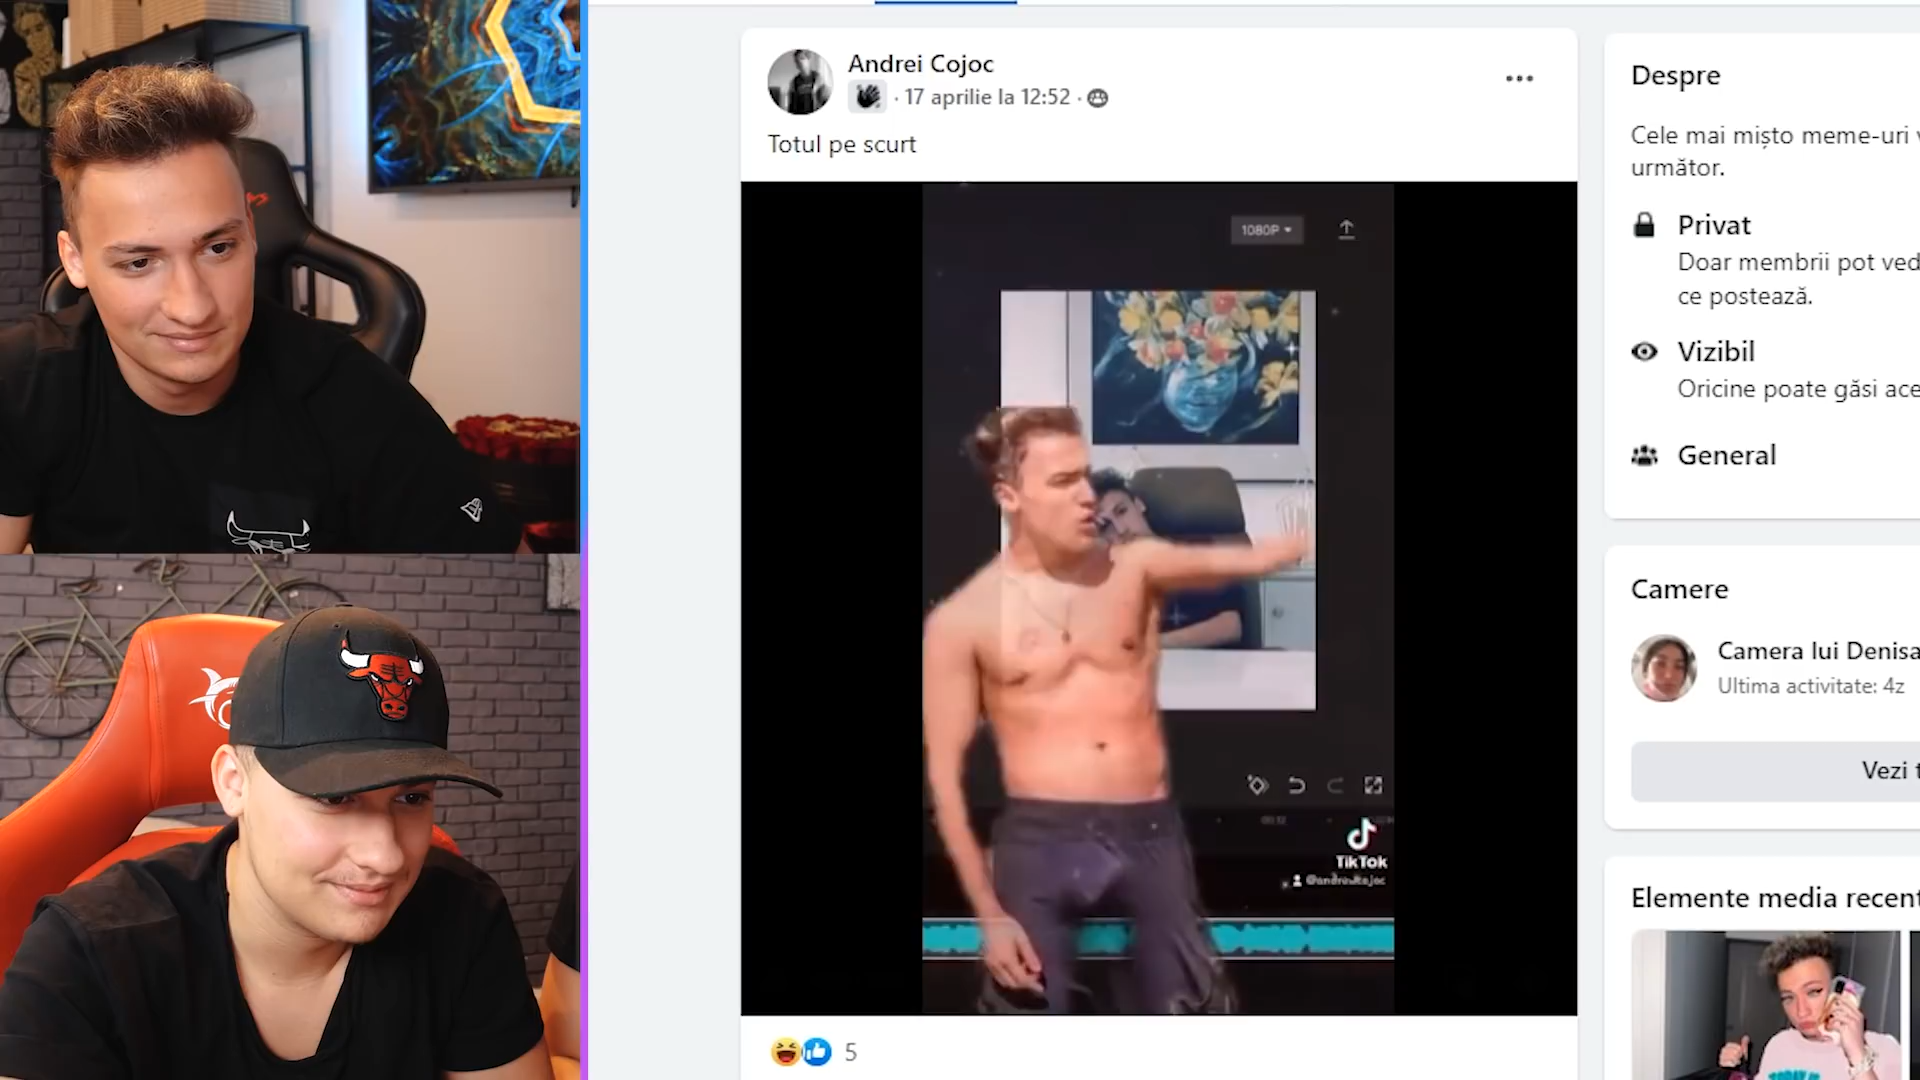 Andrei Cojoc
· 17 aprilie la 12:52 ·
Totul pe scurt
1080P
TikTok
Despre
Cele mai mișto meme-uri
următor.
Privat
Doar membrii pot ved
ce postează.
Vizibil
Oricine poate găsi ace
General
Camere
Camera lui Denisa
Ultima activitate: 4z
Vezi t
Elemente media recent
5